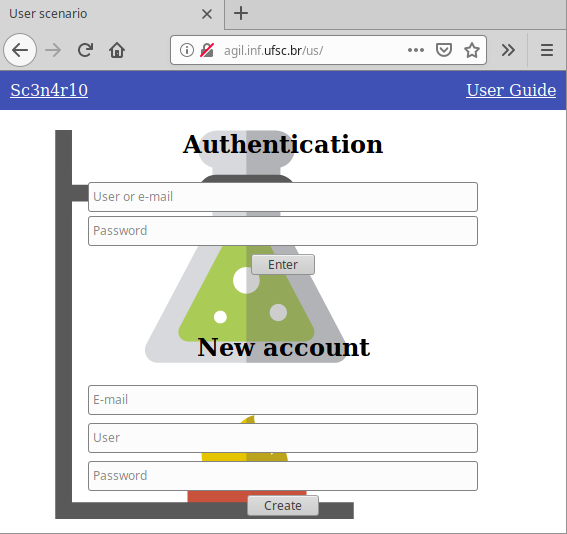 User scenario
agil.inf.ufsc.br/us/
Sc3n4r10 User Guide
Authentication
User or e-mail
Password
Enter
New account
E-mail
User
Password
Create